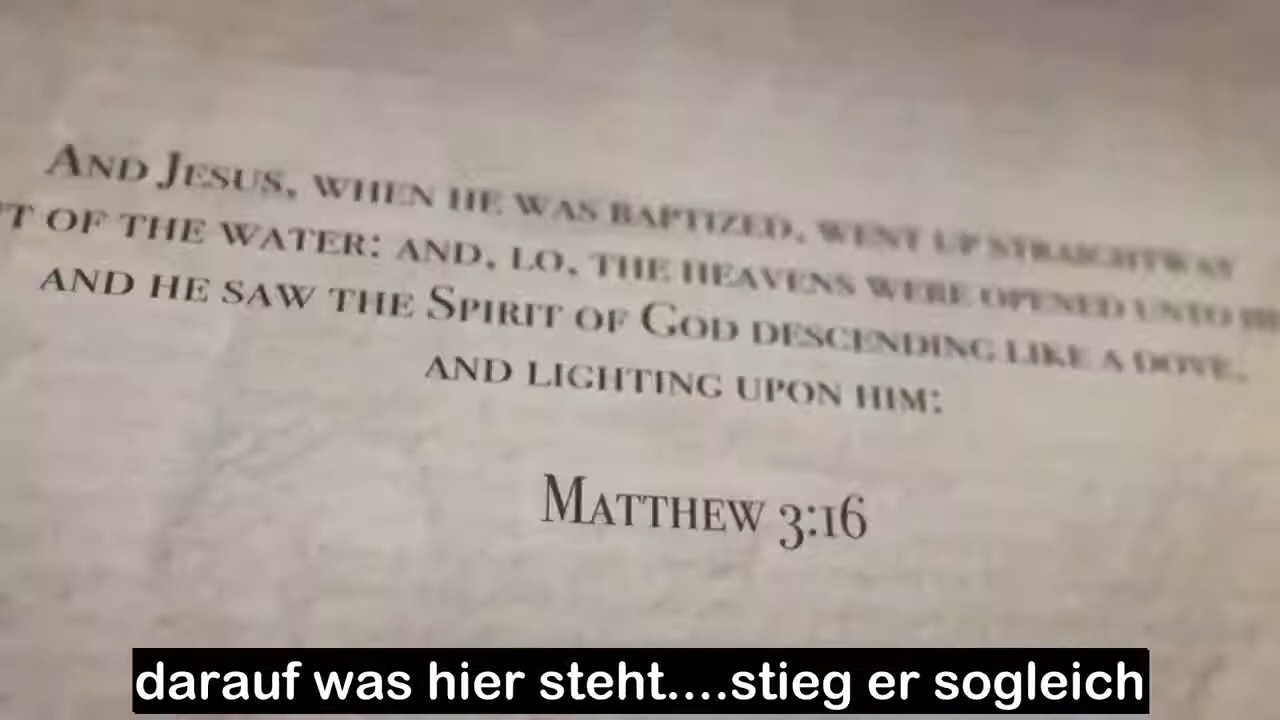 AND JESUS, WHEN HE WAS BAPTIZED, WENT UP STRAIGHTWAY
T OF THE WATER: AND, LO, THE HEAVENS WERE OPENED UNTO
AND HE SAW THE SPIRIT OF GOD DESCENDING LIKE A DOVE,
AND LIGHTING UPON HIM:
MATTHEW 3:16
darauf was hier steht....stieg er sogleich